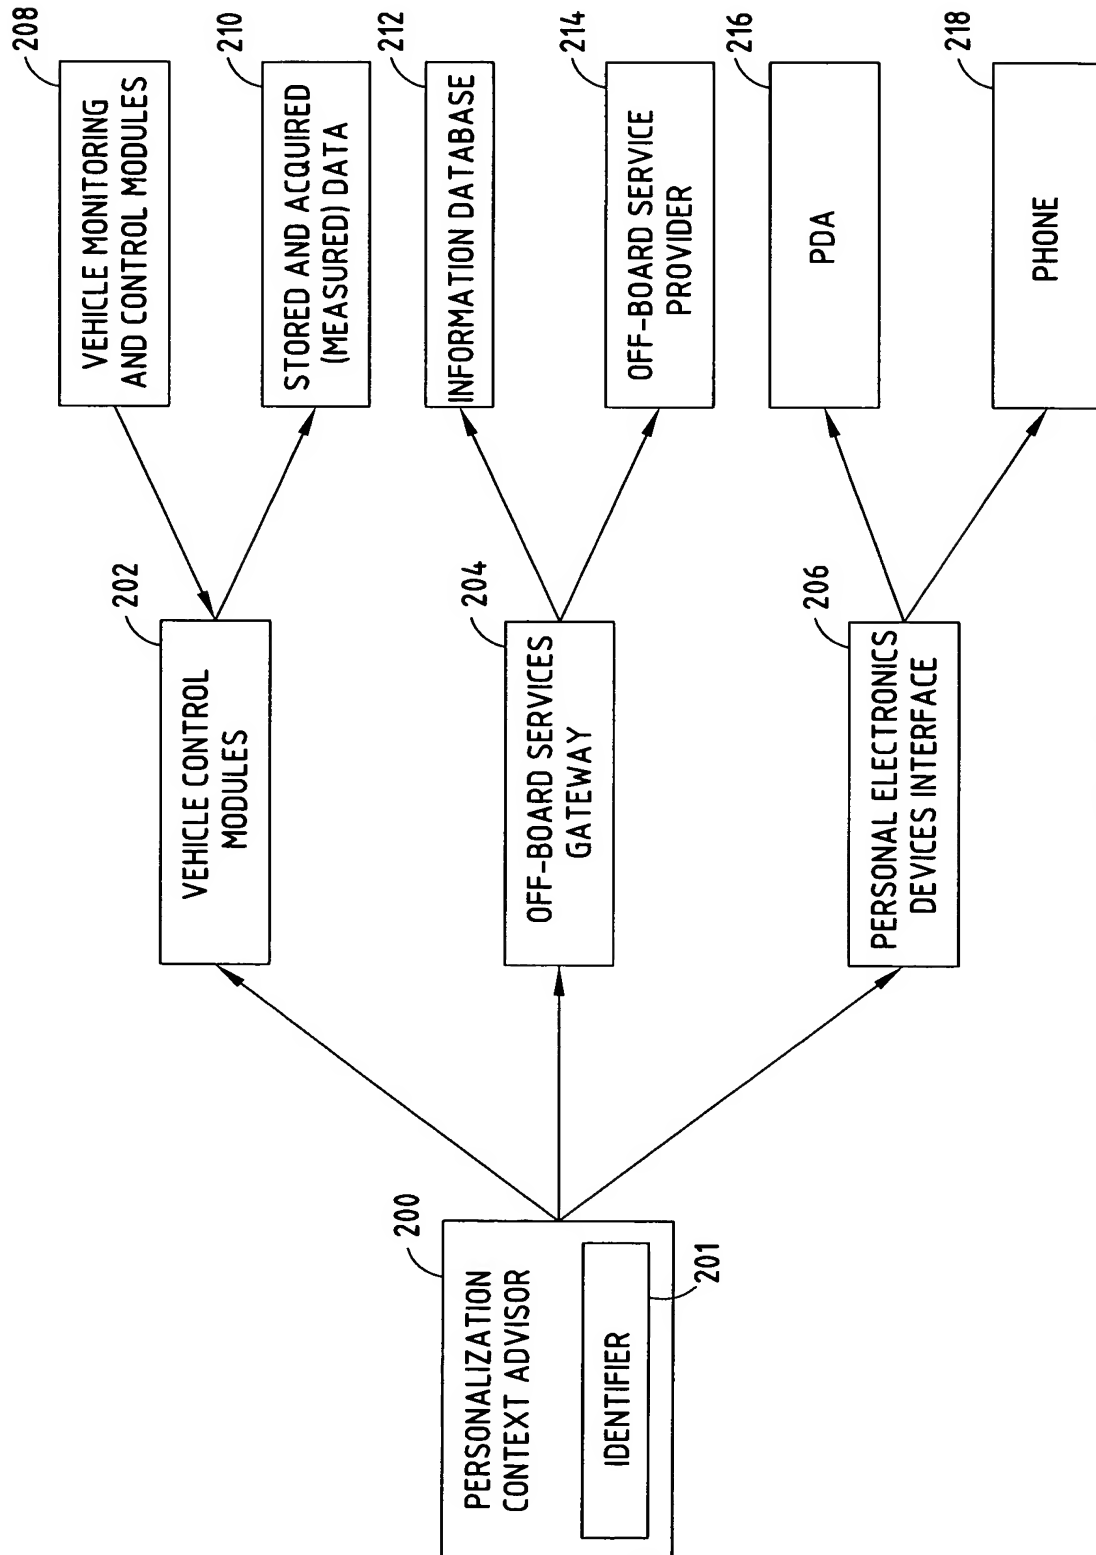 200
PERSONALIZATION
CONTEXT ADVISOR
IDENTIFIER
201
202
VEHICLE CONTROL
MODULES
204
OFF-BOARD SERVICES
GATEWAY
206
PERSONAL ELECTRONICS
DEVICES INTERFACE
208
VEHICLE MONITORING
AND CONTROL MODULES
210
STORED AND ACQUIRED
(MEASURED) DATA
212
INFORMATION DATABASE
214
OFF-BOARD SERVICE
PROVIDER
216
PDA
218
PHONE